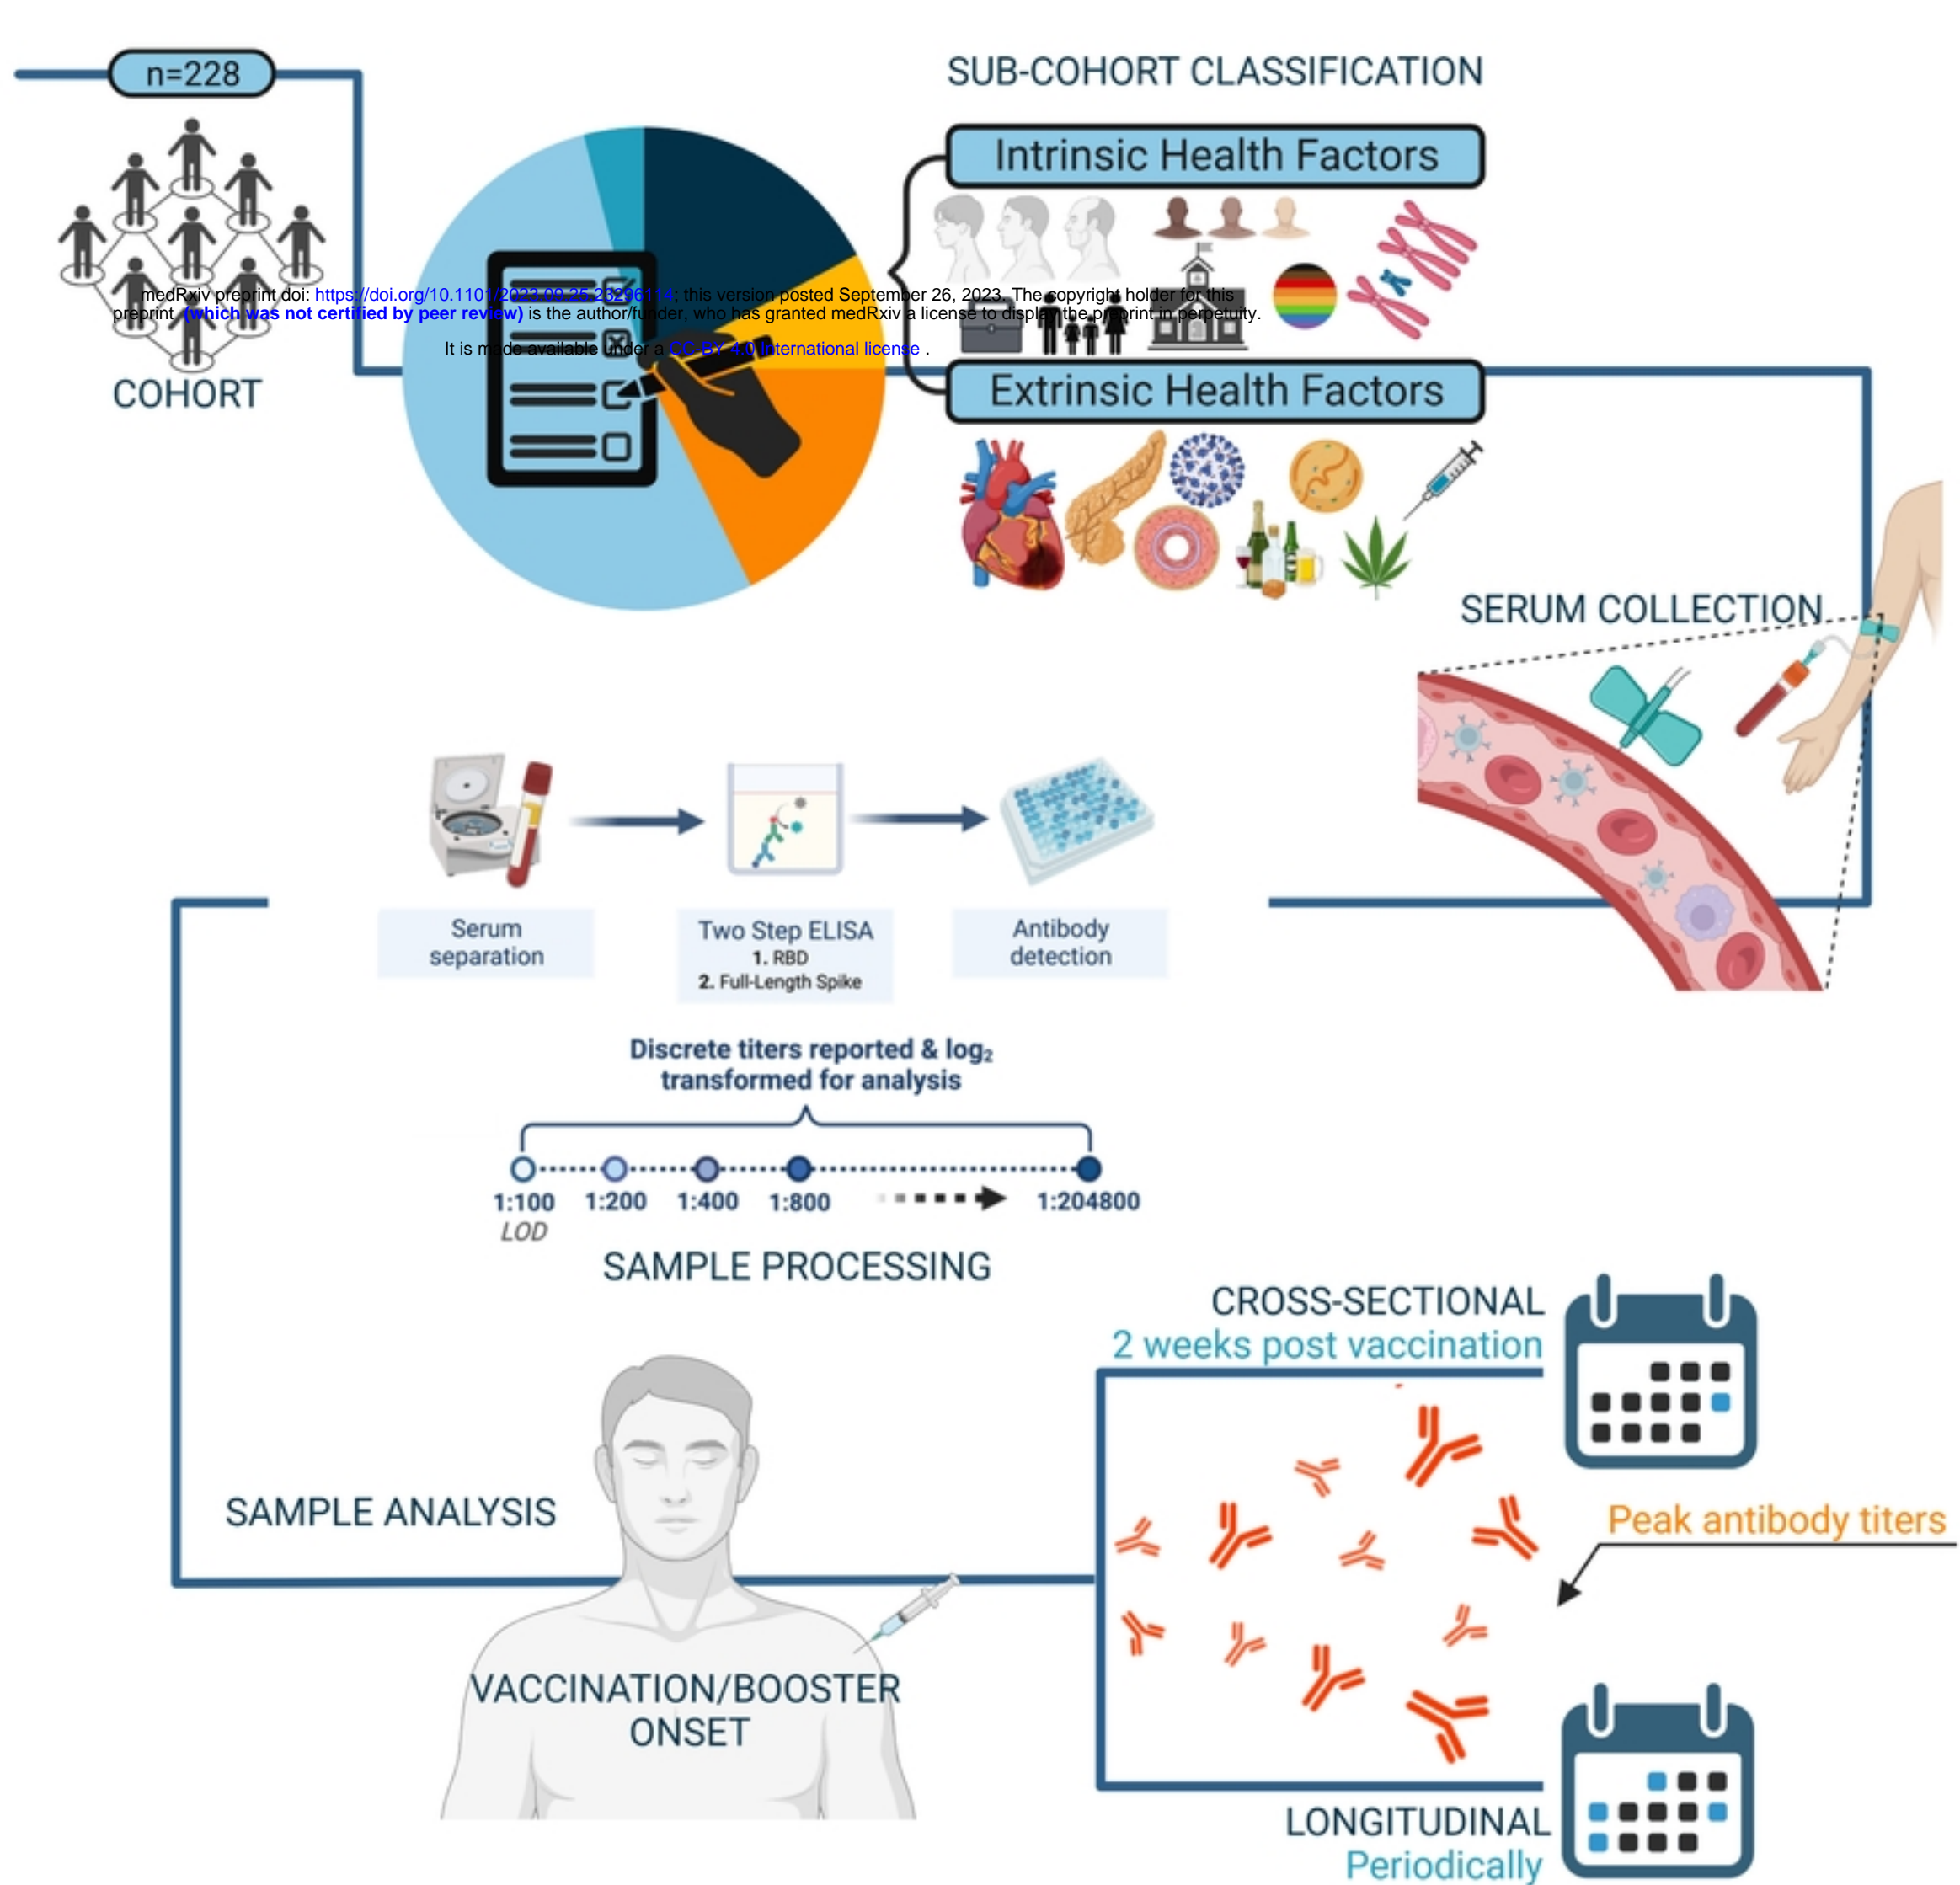 n=228
COHORT
SUB-COHORT CLASSIFICATION
Intrinsic Health Factors
medRxiv preprint doi: https://doi.org/10.1101/2023.09.25.23296114; this version posted September 26, 2023. The copyright holder for this
preprint (which was not certified by peer review) is the author/funder, who has granted medRxiv a license to display the preprint in perpetuity.
It is made available under a CC-BY 4.0 International license .
Extrinsic Health Factors
SERUM COLLECTION
Serum
separation
Two Step ELISA
1. RBD
2. Full-Length Spike
Antibody
detection
Discrete titers reported & log₂
transformed for analysis
1:100 1:200 1:400 1:800 1:204800
LOD
SAMPLE PROCESSING
CROSS-SECTIONAL
2 weeks post vaccination
SAMPLE ANALYSIS
Peak antibody titers
VACCINATION/BOOSTER
ONSET
LONGITUDINAL
Periodically